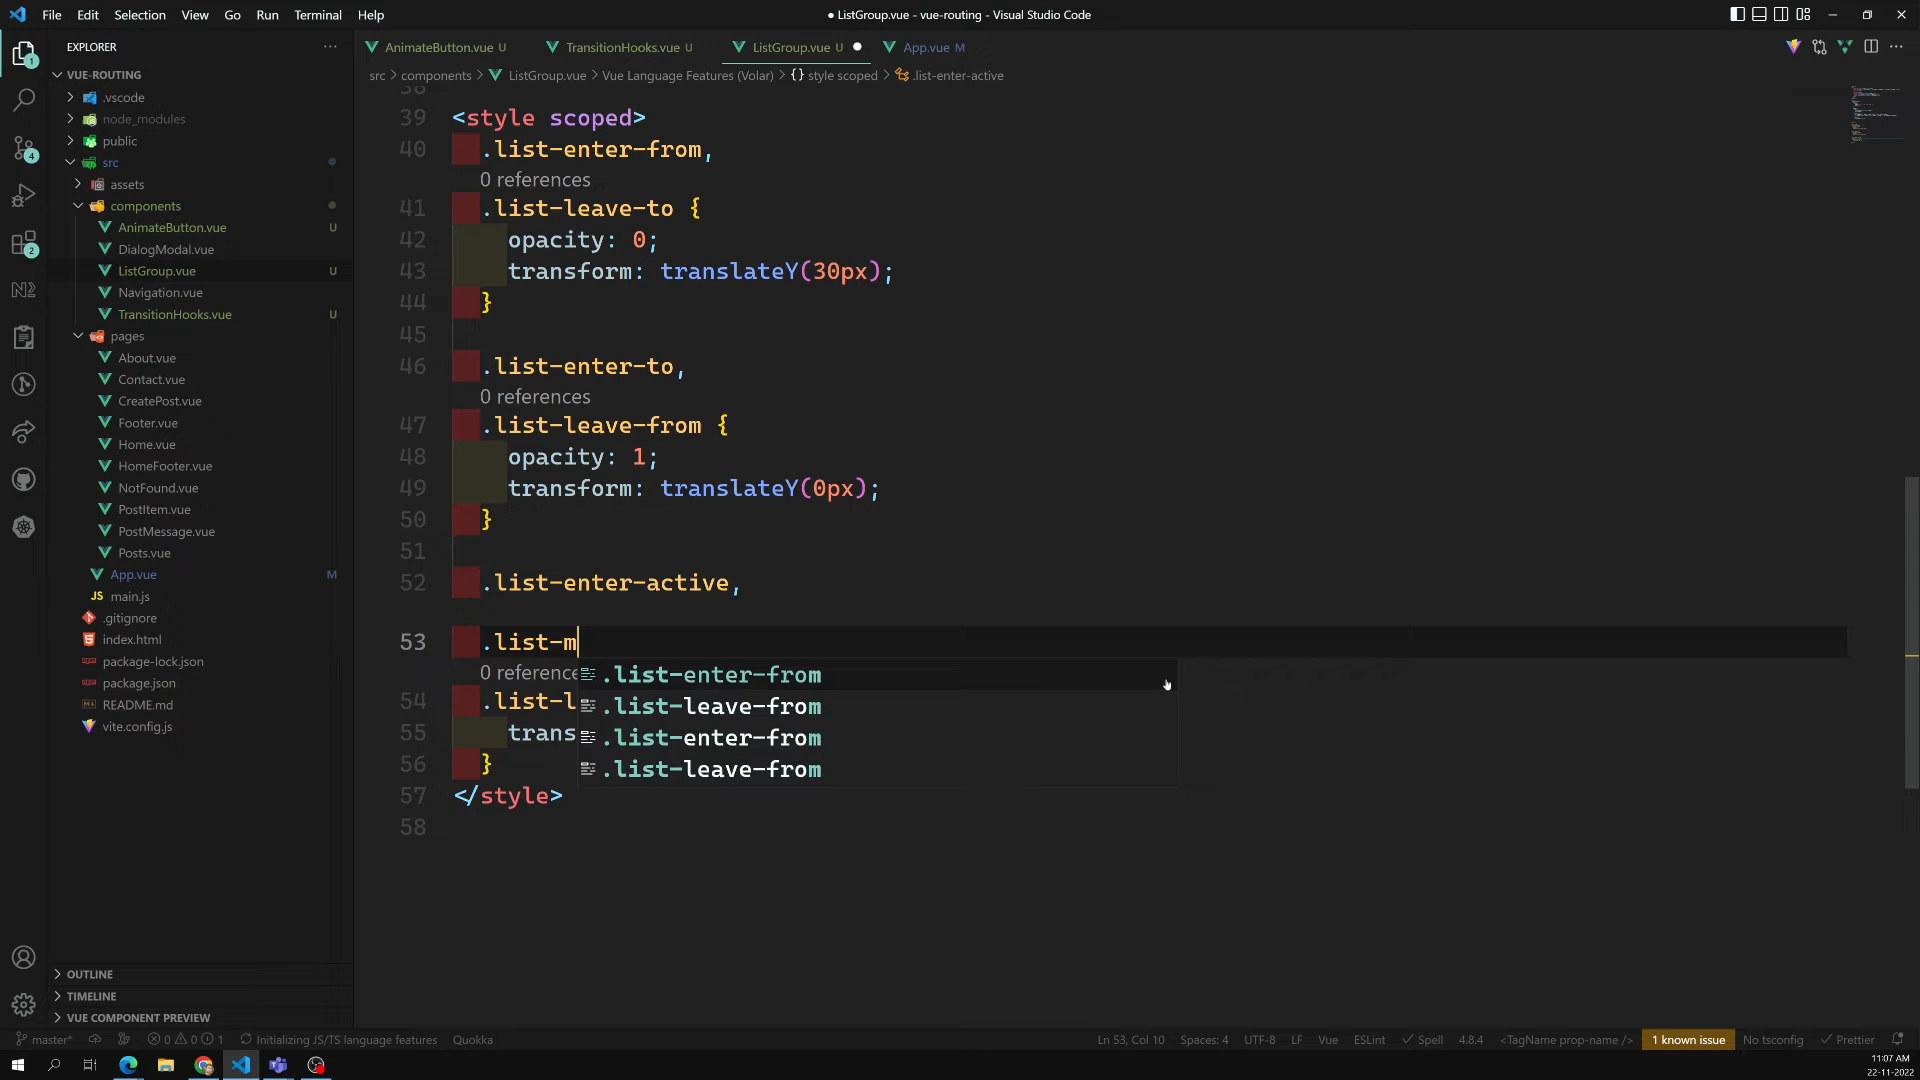 File Edit Selection View Go Run Terminal Help
● ListGroup.vue - vue-routing - Visual Studio Code
EXPLORER
VUE-ROUTING
.vscode
node_modules
public
src
assets
components
AnimateButton.vue U
DialogModal.vue
ListGroup.vue U
Navigation.vue
TransitionHooks.vue U
pages
About.vue
Contact.vue
CreatePost.vue
Footer.vue
Home.vue
HomeFooter.vue
NotFound.vue
PostItem.vue
PostMessage.vue
Posts.vue
App.vue M
JS main.js
.gitignore
index.html
package-lock.json
package.json
README.md
vite.config.js
OUTLINE
TIMELINE
VUE COMPONENT PREVIEW
1
4
2
AnimateButton.vue U TransitionHooks.vue U ListGroup.vue U ● App.vue M
src > components > ListGroup.vue > Vue Language Features (Volar) > {} style scoped > .list-enter-active
38
39 <style scoped>
40 .list-enter-from,
0 references
41 .list-leave-to {
42 opacity: 0;
43 transform: translateY(30px);
44 }
45
46 .list-enter-to,
0 references
47 .list-leave-from {
48 opacity: 1;
49 transform: translateY(0px);
50 }
51
52 .list-enter-active,
53 .list-m
0 reference
.list-enter-from
54 .list-l
.list-leave-from
55 trans
.list-enter-from
56 }
.list-leave-from
57 </style>
58
master* 0 0 1 Initializing JS/TS language features Quokka
Ln 53, Col 10 Spaces: 4 UTF-8 LF Vue ESLint Spell 4.8.4 <TagName prop-name /> 1 known issue No tsconfig Prettier
11:07 AM
22-11-2022